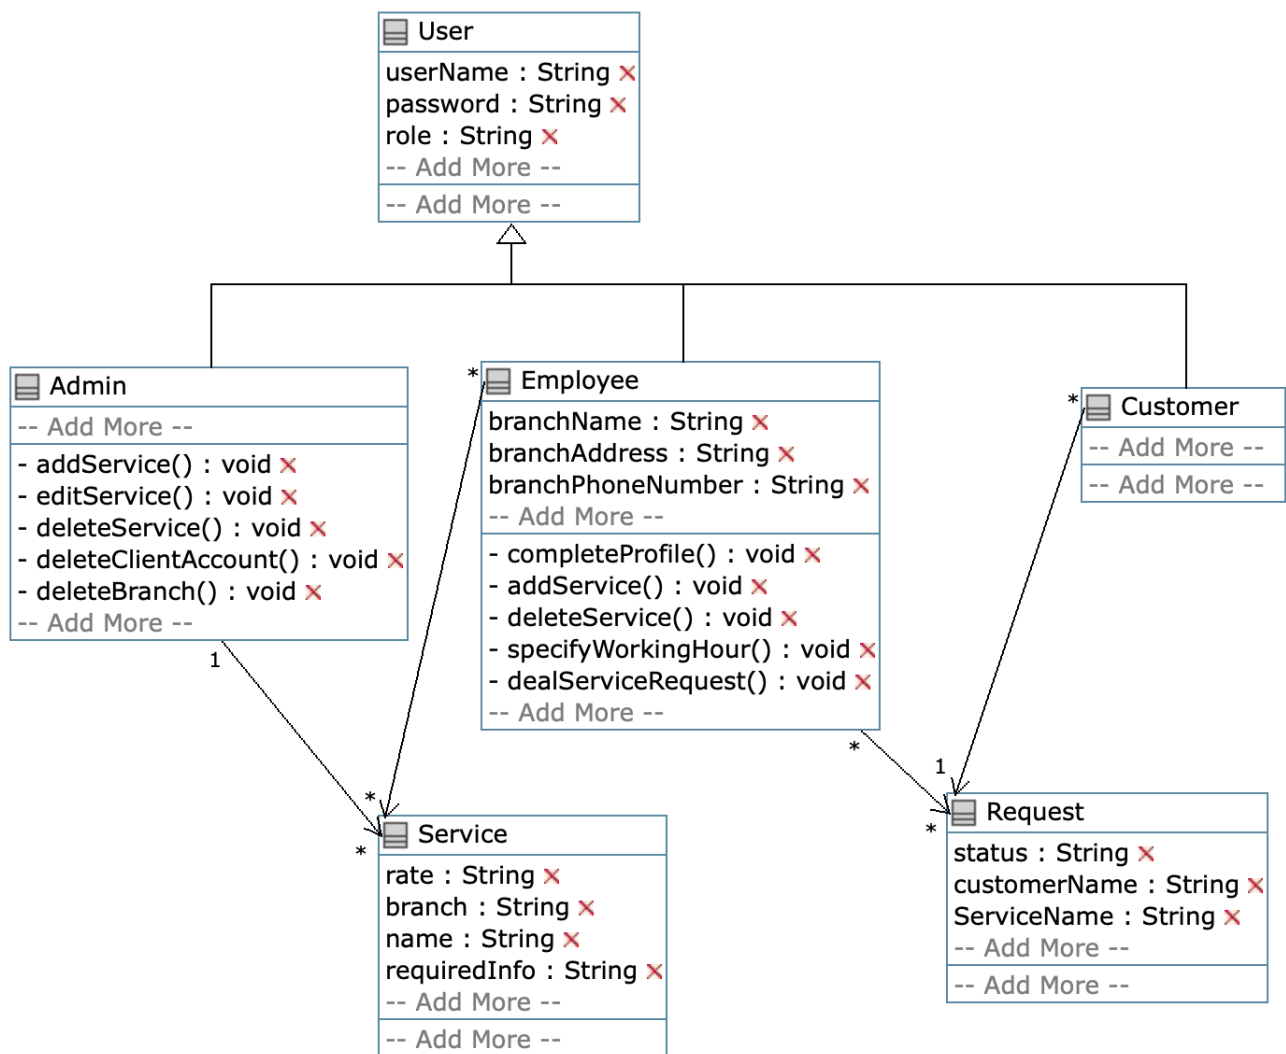 User
userName : String
password : String
role : String
-- Add More --
-- Add More --
Admin
-- Add More --
- addService() : void
- editService() : void
- deleteService() : void
- deleteClientAccount() : void
- deleteBranch() : void
-- Add More --
1
*
*
Employee
branchName : String
branchAddress : String
branchPhoneNumber : String
-- Add More --
- completeProfile() : void
- addService() : void
- deleteService() : void
- specifyWorkingHour() : void
- dealServiceRequest() : void
-- Add More --
*
*
*
Customer
-- Add More --
-- Add More --
1
*
Service
rate : String
branch : String
name : String
requiredInfo : String
-- Add More --
-- Add More --
Request
status : String
customerName : String
ServiceName : String
-- Add More --
-- Add More --